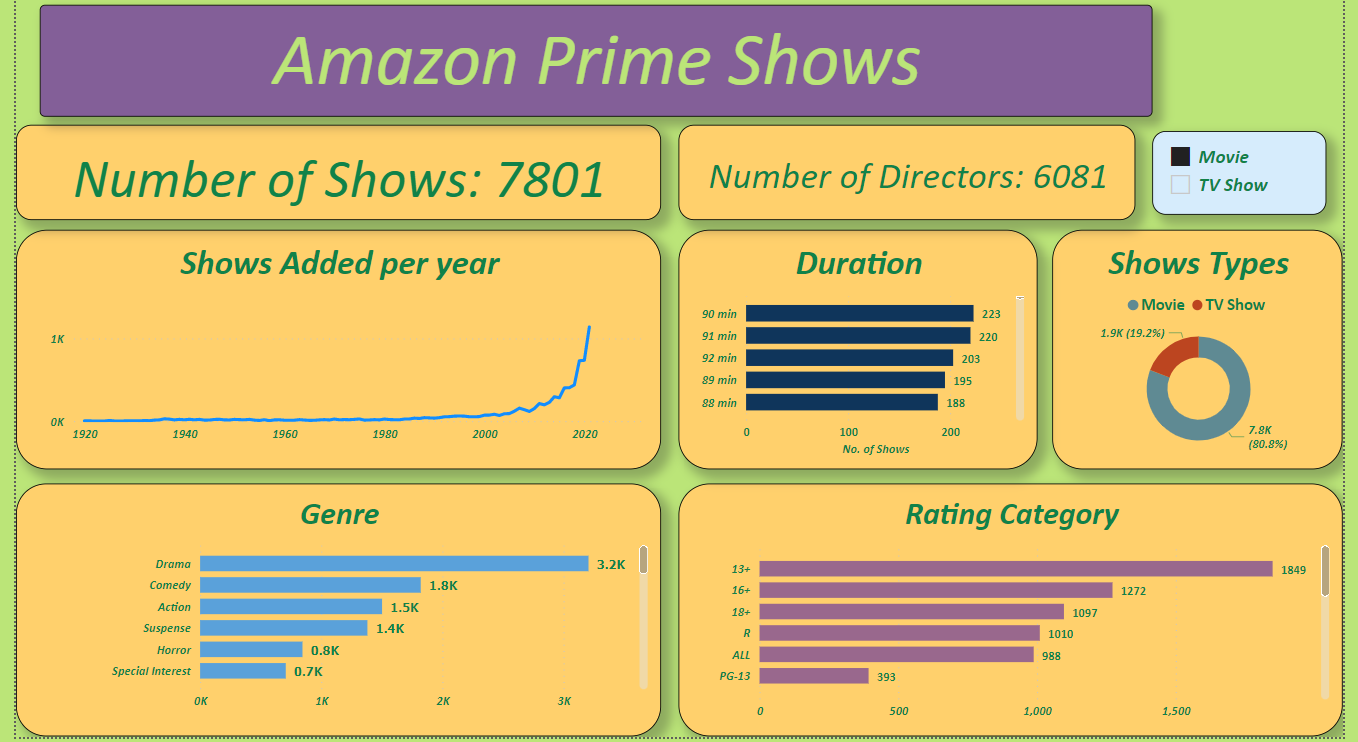 Amazon Prime Shows
Number of Shows: 7801
Number of Directors: 6081
Movie
TV Show
Shows Added per year
1K
0K
1920 1940 1960 1980 2000 2020
Duration
90 min 223
91 min 220
92 min 203
89 min 195
88 min 188
0 100 200
No. of Shows
Shows Types
Movie TV Show
1.9K (19.2%)
7.8K
(80.8%)
Genre
Drama 3.2K
Comedy 1.8K
Action 1.5K
Suspense 1.4K
Horror 0.8K
Special Interest 0.7K
0K 1K 2K 3K
Rating Category
13+ 1849
16+ 1272
18+ 1097
R 1010
ALL 988
PG-13 393
0 500 1,000 1,500